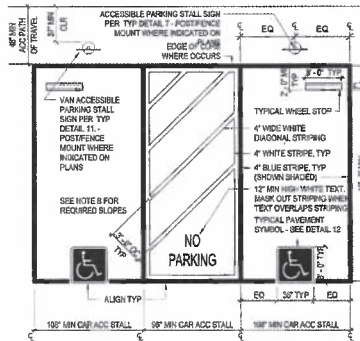 ACCESSIBLE PARKING STALL SIGN
PER TYP DETAIL 7 - POST/FENCE
MOUNT WHERE INDICATED ON
PLANS
EDGE OF CURB
WHERE OCCURS
48" MIN
ACC PATH
OF TRAVEL
37" MIN
CLR
EQ
EQ
VAN ACCESSIBLE
PARKING STALL
SIGN PER TYP
DETAIL 11. -
POST/FENCE
MOUNT WHERE
INDICATED ON
PLANS
SEE NOTE 8 FOR
REQUIRED SLOPES
3'-0" TYP
TYPICAL WHEEL STOP
4" WIDE WHITE
DIAGONAL STRIPING
4" WHITE STRIPE, TYP
4" BLUE STRIPE, TYP
(SHOWN SHADED)
12" MIN HIGH WHITE TEXT.
MASK OUT STRIPING WHEN
TEXT OVERLAPS STRIPING
TYPICAL PAVEMENT
SYMBOL - SEE DETAIL 12
NO
PARKING
ALIGN TYP
EQ
36" TYP
EQ
108" MIN CAR ACC STALL
96" MIN ACC STALL
108" MIN CAR ACC STALL